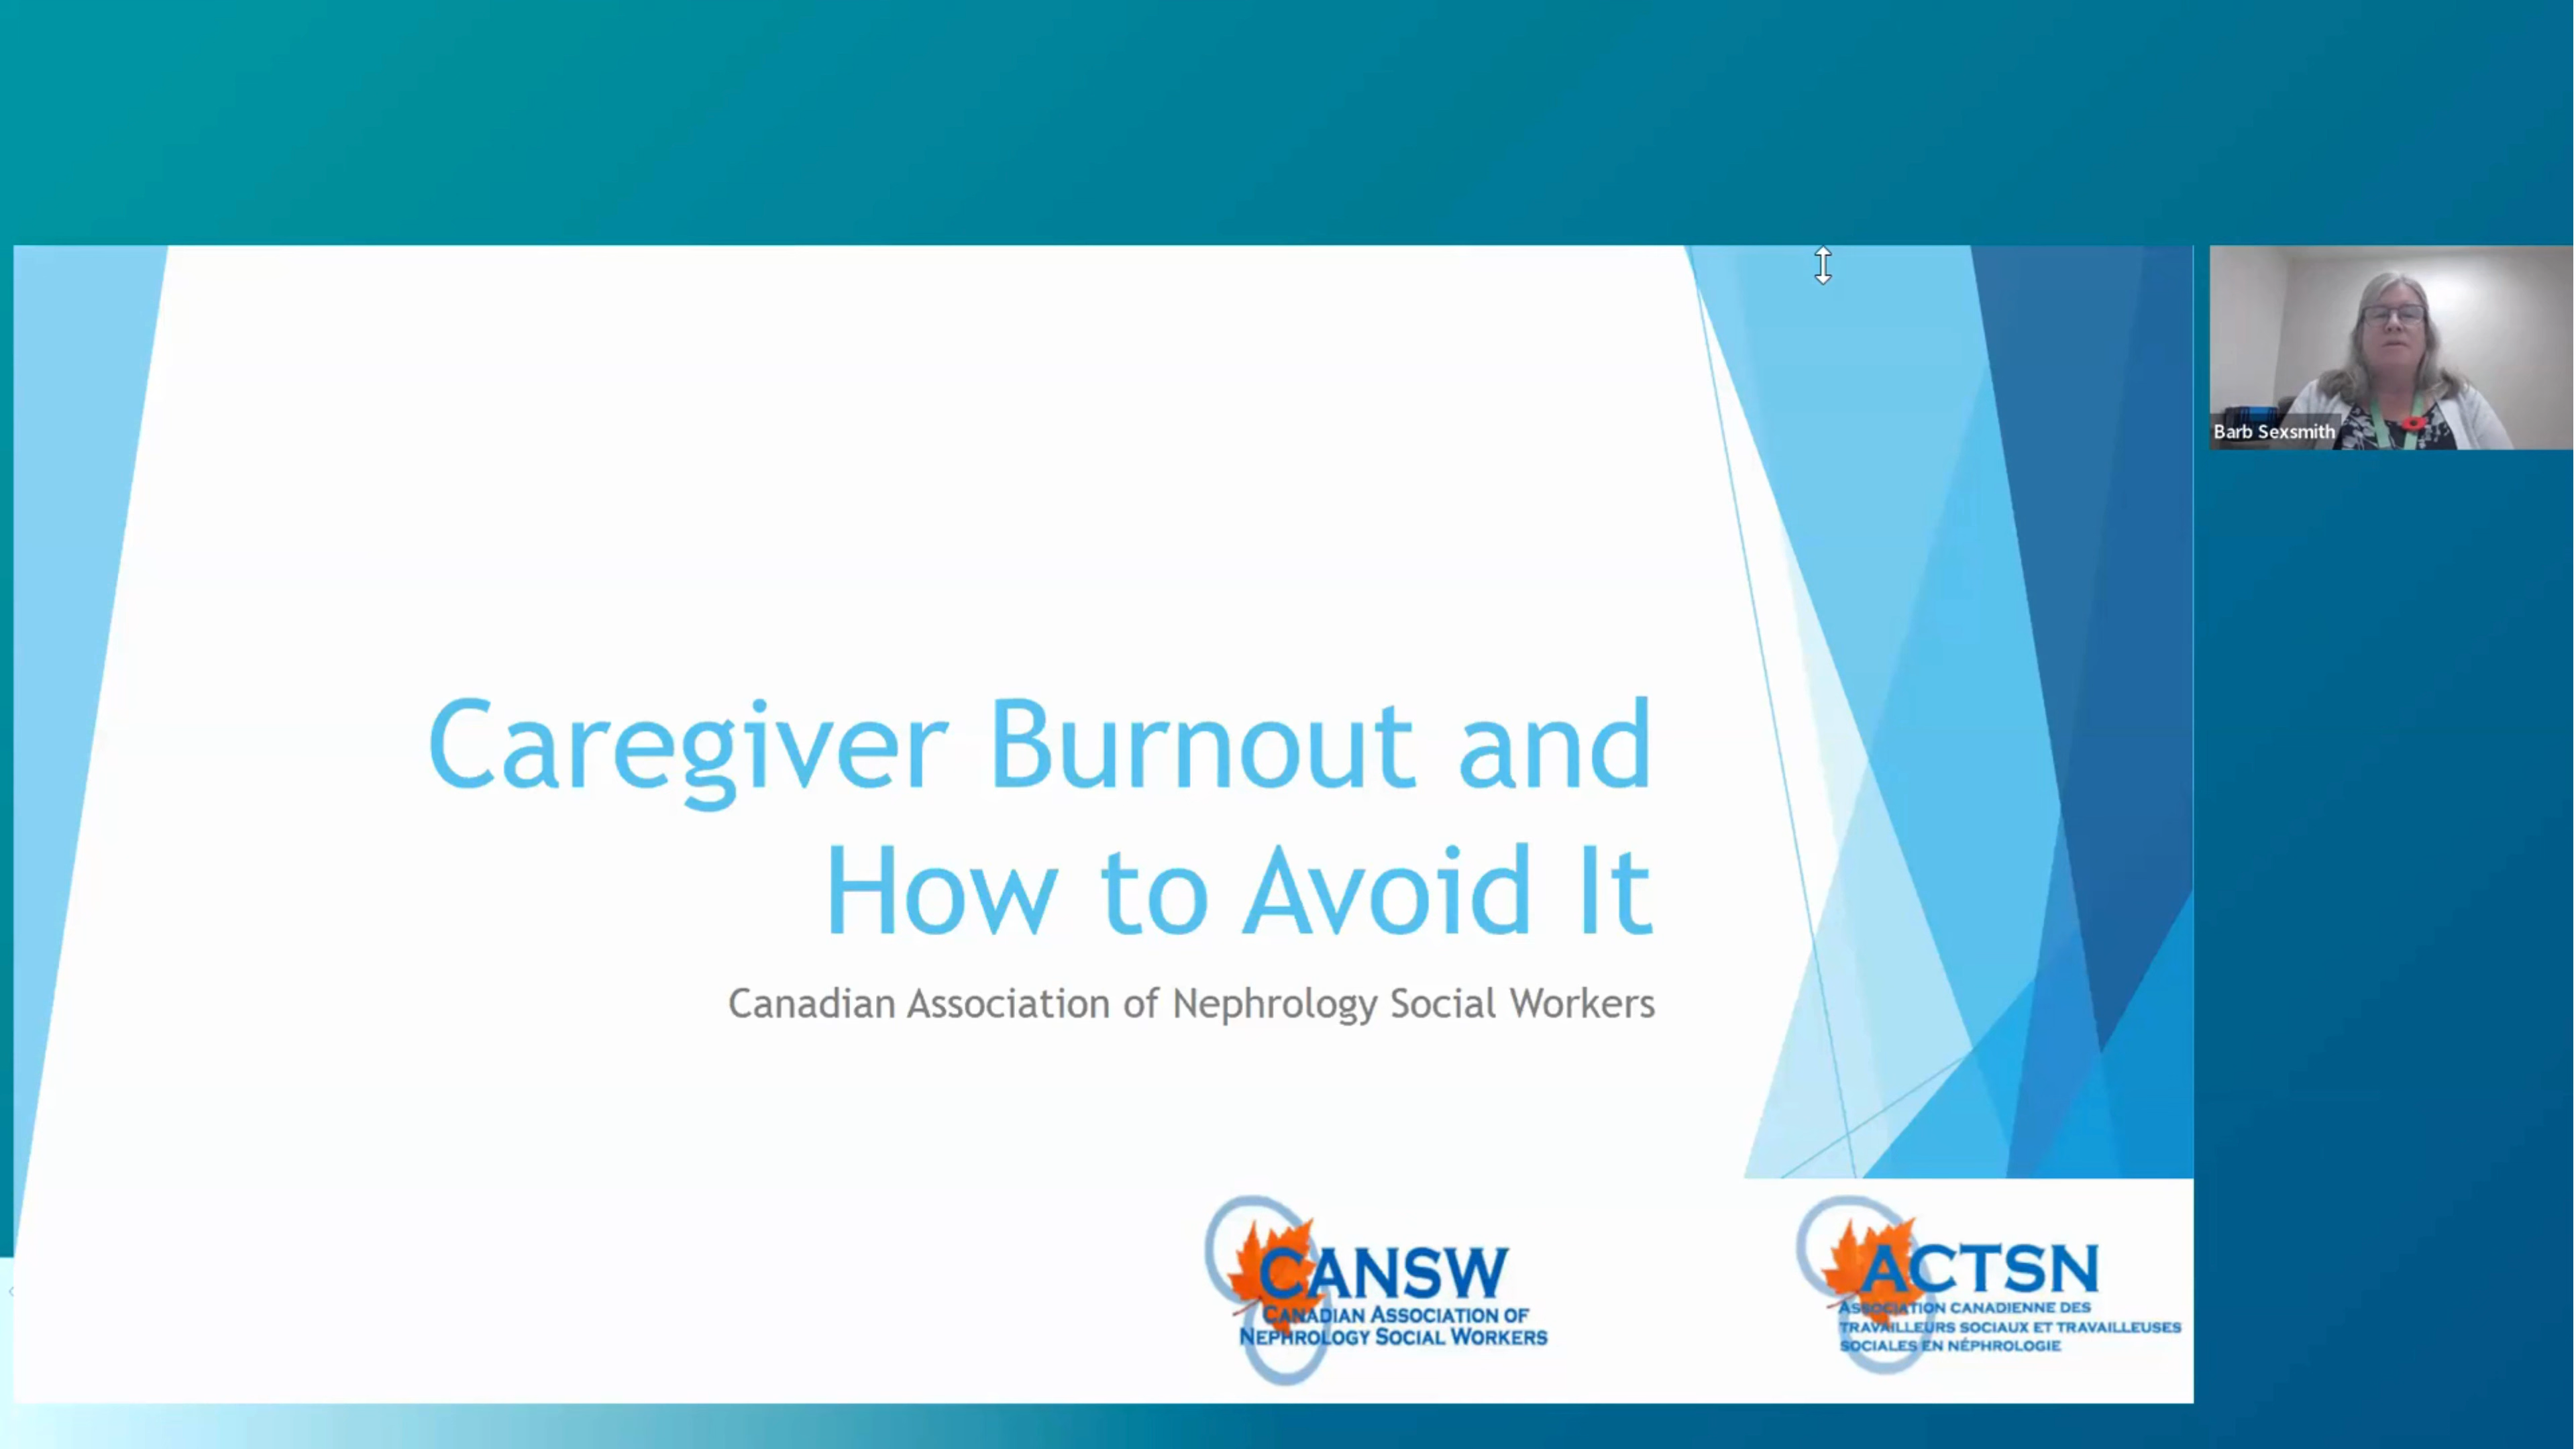 Caregiver Burnout and
How to Avoid It
Canadian Association of Nephrology Social Workers
CANSW
CANADIAN ASSOCIATION OF
NEPHROLOGY SOCIAL WORKERS
ACTSN
ASSOCIATION CANADIENNE DES
TRAVAILLEURS SOCIAUX ET TRAVAILLEUSES
SOCIALES EN NÉPHROLOGIE
Barb Sexsmith